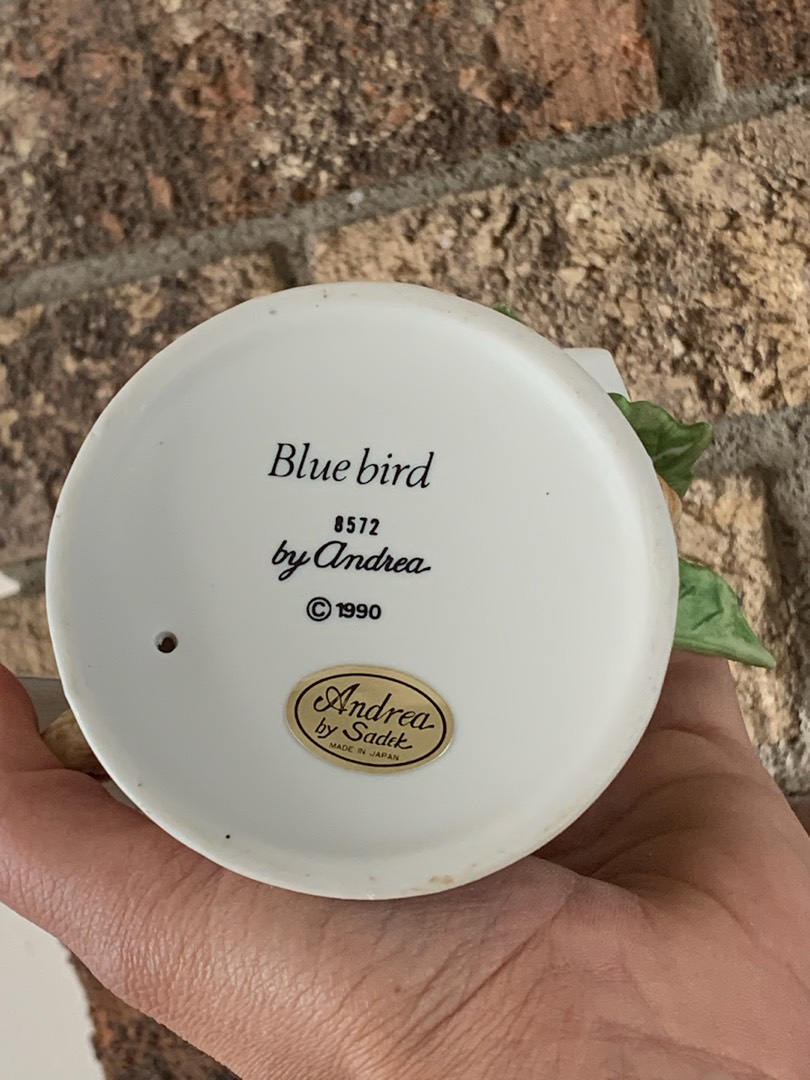 Blue bird
8572
by Andrea
© 1990
Andrea
by Sadek
MADE IN JAPAN